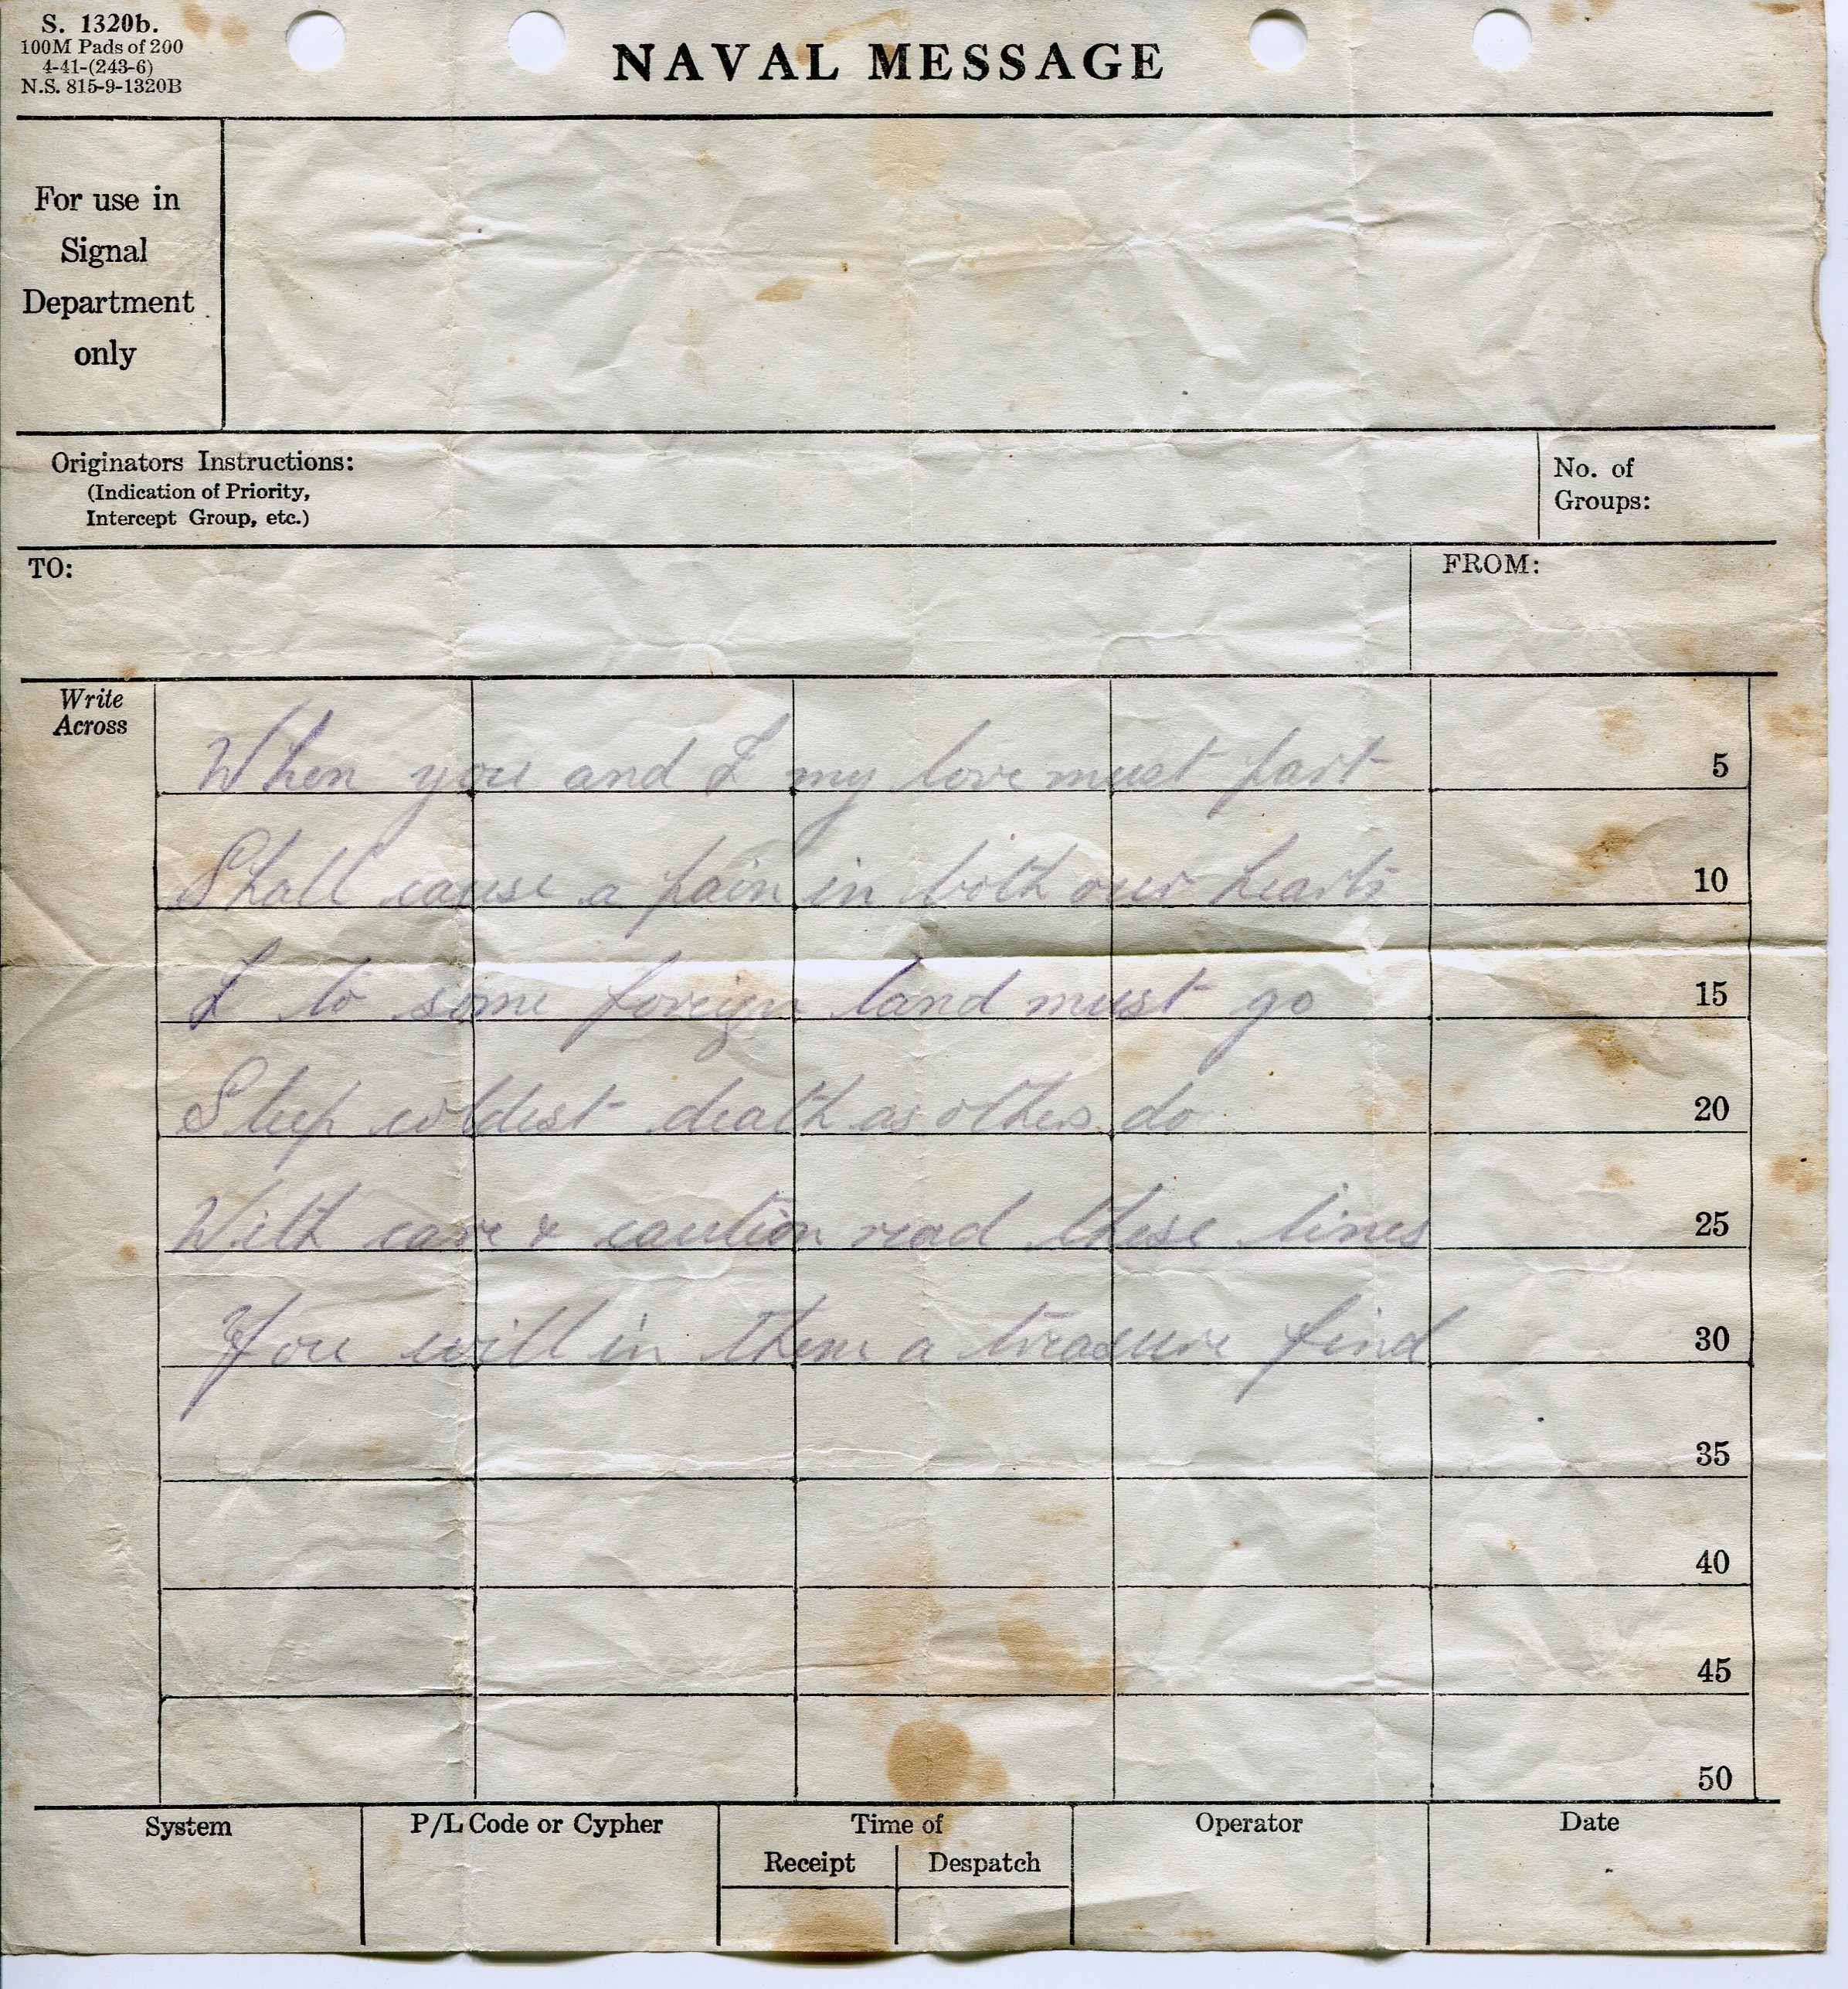 S. 1320b.
100M Pads of 200
4-41-(243-6)
N.S. 815-9-1320B
NAVAL MESSAGE
For use in
Signal
Department
only
Originators Instructions:
(Indication of Priority,
Intercept Group, etc.)
No. of
Groups:
TO:
FROM:
Write
Across
When you and I my love must part
5
Shall cause a pain in both our hearts
10
I to some foreign land must go
15
Sleep coldest death as others do
20
With care & caution read these lines
25
You will in them a treasure find
30
35
40
45
50
System
P/L Code or Cypher
Time of
Operator
Date
Receipt
Despatch